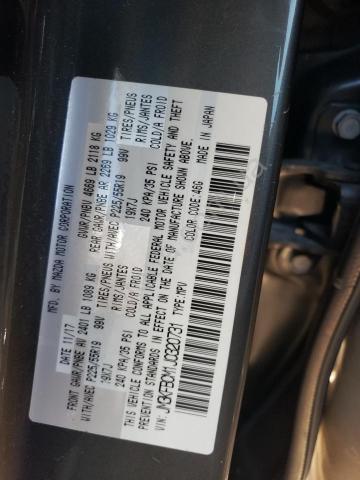 MFD. BY MAZDA MOTOR CORPORATION
DATE 11/17 GVWR/PNBV 4669 LB 2118 KG
FRONT GAWR/PNBE AV 2401 LB 1089 KG REAR GAWR/PNBE AR 2269 LB 1029 KG
WITH/AVEC P225/55R19 99V TIRES/PNEUS WITH/AVEC P225/55R19 99V TIRES/PNEUS
19X7J RIMS/JANTES 19X7J RIMS/JANTES
240 KPA/35 PSI COLD/A FROID 240 KPA/35 PSI COLD/A FROID
THIS VEHICLE CONFORMS TO ALL APPLICABLE FEDERAL MOTOR VEHICLE SAFETY AND THEFT
STANDARDS IN EFFECT ON THE DATE OF MANUFACTURE SHOWN ABOVE.
VIN: JM3KFBDM1J0320731 TYPE:MPV COLOR CODE:46G MADE IN JAPAN